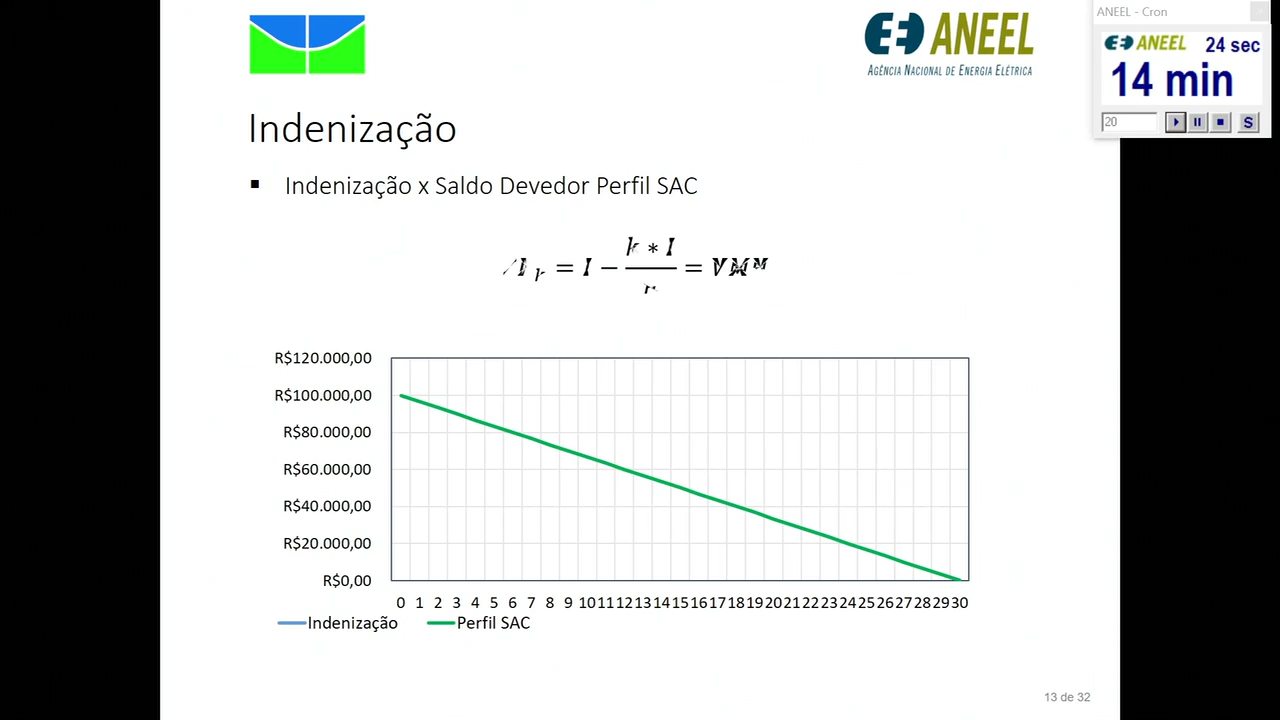 ANEEL - Cron
ANEEL 24 sec
14 min
20
S
ANEEL
AGÊNCIA NACIONAL DE ENERGIA ELÉTRICA
Indenização
Indenização x Saldo Devedor Perfil SAC
= I − k * I
R$120.000,00
R$100.000,00
R$80.000,00
R$60.000,00
R$40.000,00
R$20.000,00
R$0,00
0 1 2 3 4 5 6 7 8 9 10 11 12 13 14 15 16 17 18 19 20 21 22 23 24 25 26 27 28 29 30
Indenização Perfil SAC
13 de 32